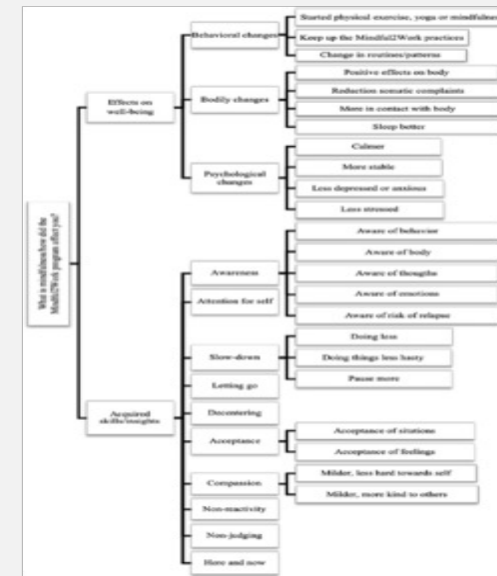 What is mindfulness/how did the
Mindful2Work program affect you?
Effects on
well-being
Behavioral changes
Started physical exercise, yoga or mindfulness
Keep up the Mindful2Work practices
Change in routines/patterns
Bodily changes
Positive effects on body
Reduction somatic complaints
More in contact with body
Sleep better
Psychological
changes
Calmer
More stable
Less depressed or anxious
Less stressed
Acquired
skills/insights
Awareness
Aware of behavior
Aware of body
Aware of thougths
Aware of emotions
Aware of risk of relapse
Attention for self
Slow-down
Doing less
Doing things less hasty
Pause more
Letting go
Decentering
Acceptance
Acceptance of sitations
Acceptance of feelings
Compassion
Milder, less hard towards self
Milder, more kind to others
Non-reactivity
Non-judging
Here and now